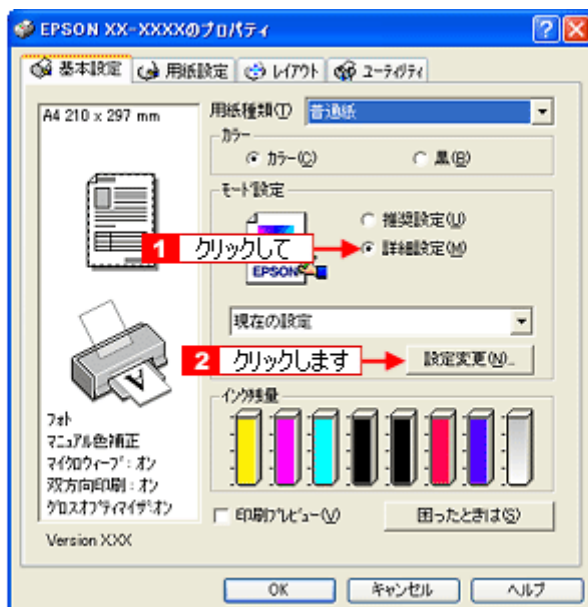 EPSON XX-XXXXのプロパティ
基本設定 用紙設定 レイアウト ユーティリティ
A4 210 x 297 mm
用紙種類(T) 普通紙
カラー
カラー(C) 黒(B)
モード設定
推奨設定(U)
1 クリックして
詳細設定(M)
EPSON
現在の設定
2 クリックします
設定変更(N)...
インク残量
フォト
マニュアル色補正
マイクロウィーブ：オン
双方向印刷：オン
グロスオプティマイザ：オン
印刷プレビュー(V) 困ったときは(S)
Version XXX
OK キャンセル ヘルプ